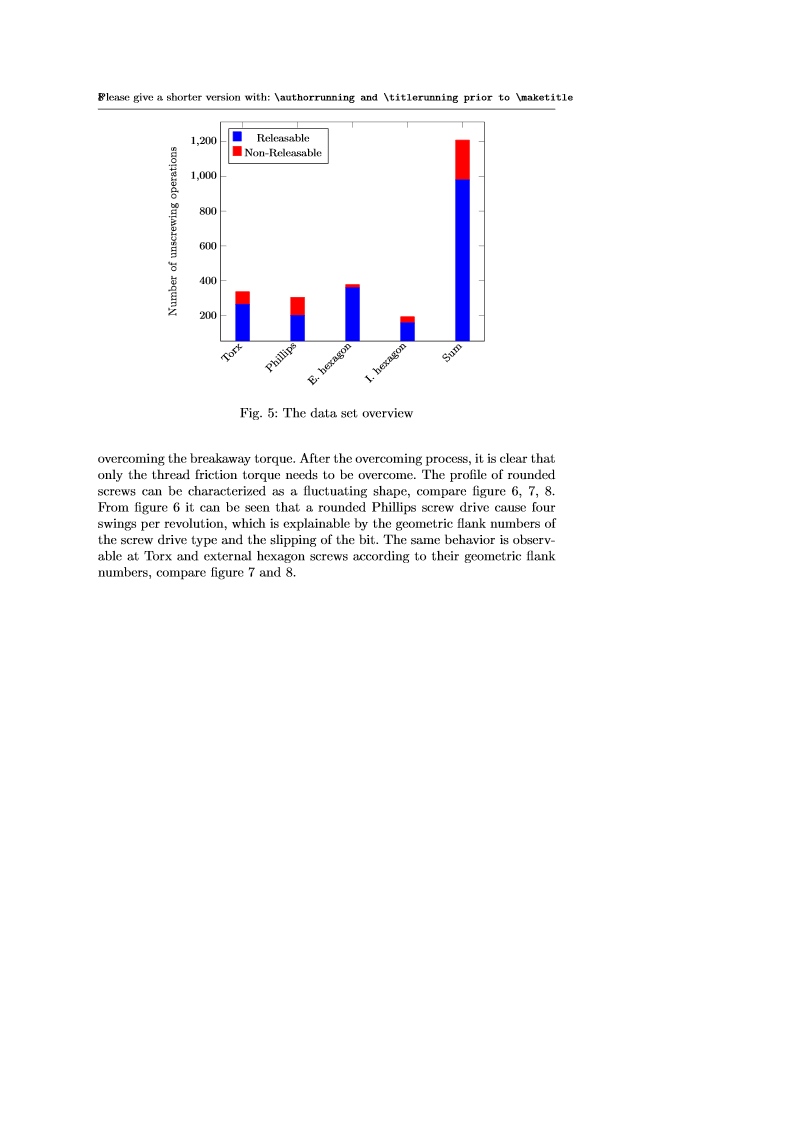 8Please give a shorter version with: \authorrunning and \titlerunning prior to \maketitle
Releasable
Non-Releasable
1,200
1,000
800
600
400
200
Number of unscrewing operations
Torx
Phillips
E. hexagon
I. hexagon
Sum
Fig. 5: The data set overview
overcoming the breakaway torque. After the overcoming process, it is clear that
only the thread friction torque needs to be overcome. The profile of rounded
screws can be characterized as a fluctuating shape, compare figure 6, 7, 8.
From figure 6 it can be seen that a rounded Phillips screw drive cause four
swings per revolution, which is explainable by the geometric flank numbers of
the screw drive type and the slipping of the bit. The same behavior is observ-
able at Torx and external hexagon screws according to their geometric flank
numbers, compare figure 7 and 8.